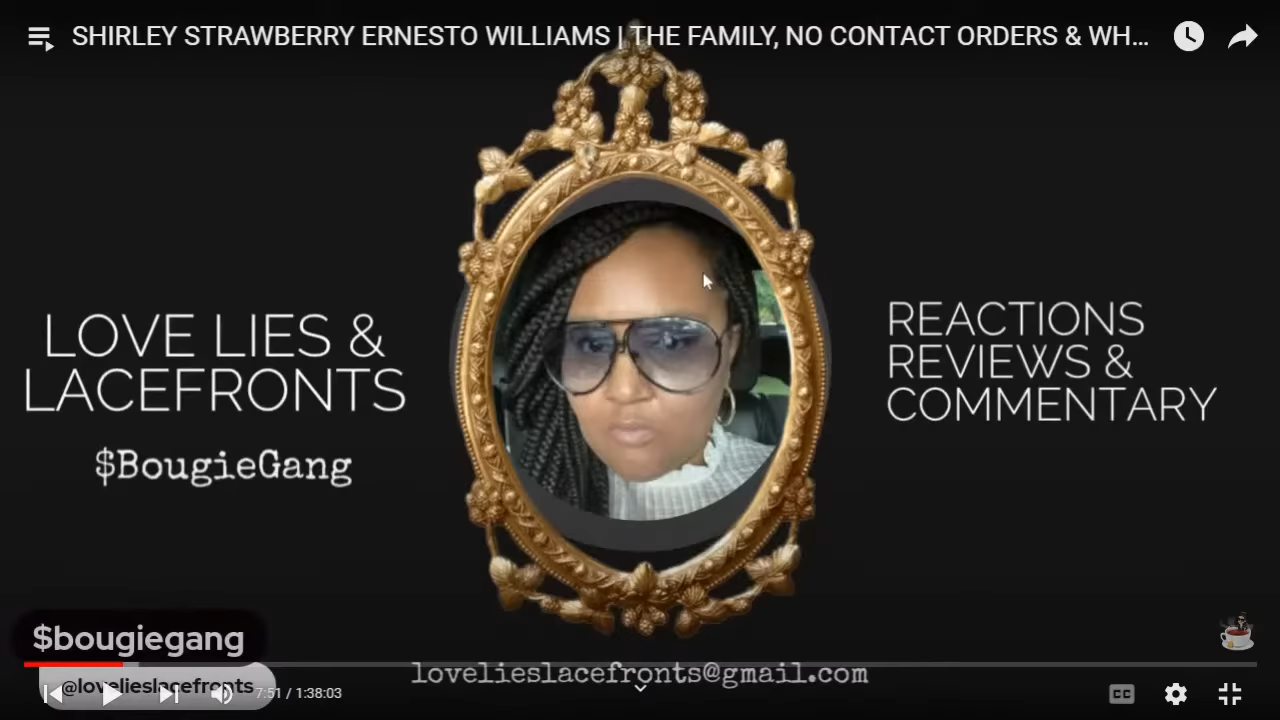 SHIRLEY STRAWBERRY ERNESTO WILLIAMS | THE FAMILY, NO CONTACT ORDERS & WH...
LOVE LIES &
LACEFRONTS
$BougieGang
REACTIONS
REVIEWS &
COMMENTARY
$bougiegang
@lovelieslacefronts
lovelieslacefronts@gmail.com
7:51 / 1:38:03
CC